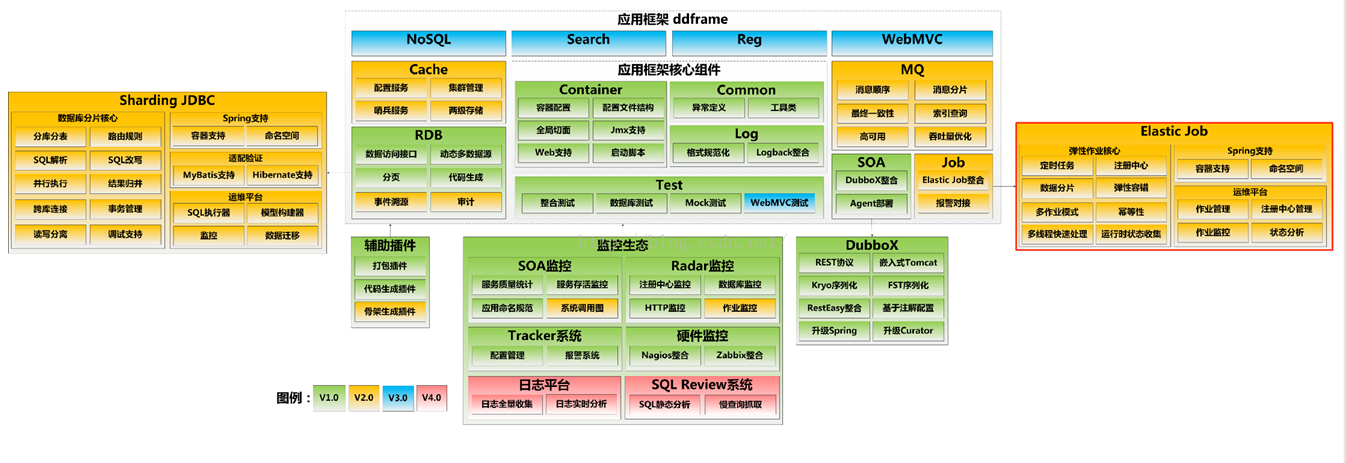 应用框架 ddframe
NoSQL
Search
Reg
WebMVC
Cache
配置服务
集群管理
哨兵服务
两级存储
RDB
数据访问接口
动态多数据源
分页
代码生成
事件溯源
审计
应用框架核心组件
Container
容器配置
配置文件结构
全局切面
Jmx支持
Web支持
启动脚本
Common
异常定义
工具类
Log
格式规范化
Logback整合
Test
整合测试
数据库测试
Mock测试
WebMVC测试
MQ
消息顺序
消息分片
最终一致性
索引查询
高可用
吞吐量优化
SOA
DubboX整合
Agent部署
Job
Elastic Job整合
报警对接
Sharding JDBC
数据库分片核心
分库分表
路由规则
SQL解析
SQL改写
并行执行
结果归并
跨库连接
事务管理
读写分离
调试支持
Spring支持
容器支持
命名空间
适配验证
MyBatis支持
Hibernate支持
运维平台
SQL执行器
模型构建器
监控
数据迁移
Elastic Job
弹性作业核心
定时任务
注册中心
数据分片
弹性容错
多作业模式
幂等性
多线程快速处理
运行时状态收集
Spring支持
容器支持
命名空间
运维平台
作业管理
注册中心管理
作业监控
状态分析
辅助插件
打包插件
代码生成插件
骨架生成插件
监控生态
SOA监控
服务质量统计
服务存活监控
应用命名规范
系统调用图
Radar监控
注册中心监控
数据库监控
HTTP监控
作业监控
Tracker系统
配置管理
报警系统
硬件监控
Nagios整合
Zabbix整合
日志平台
日志全量收集
日志实时分析
SQL Review系统
SQL静态分析
慢查询抓取
DubboX
REST协议
嵌入式Tomcat
Kryo序列化
FST序列化
RestEasy整合
基于注解配置
升级Spring
升级Curator
图例：
V1.0
V2.0
V3.0
V4.0